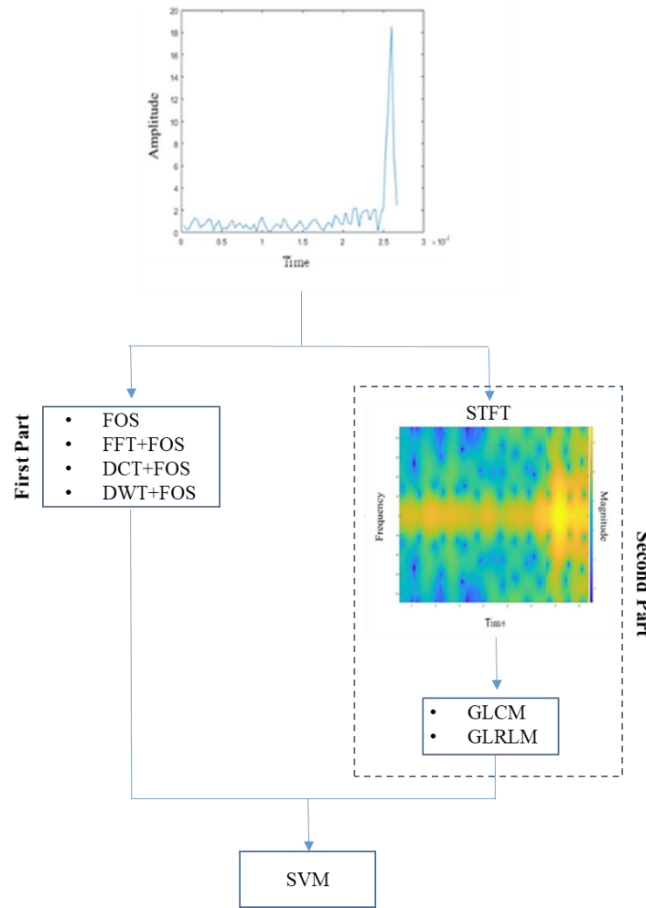 20
18
16
14
12
10
8
6
4
2
0
Amplitude
0 0.5 1 1.5 2 2.5 3
Time
First Part
• FOS
• FFT+FOS
• DCT+FOS
• DWT+FOS
STFT
Frequency
Magnitude
Time
Second Part
• GLCM
• GLRLM
SVM